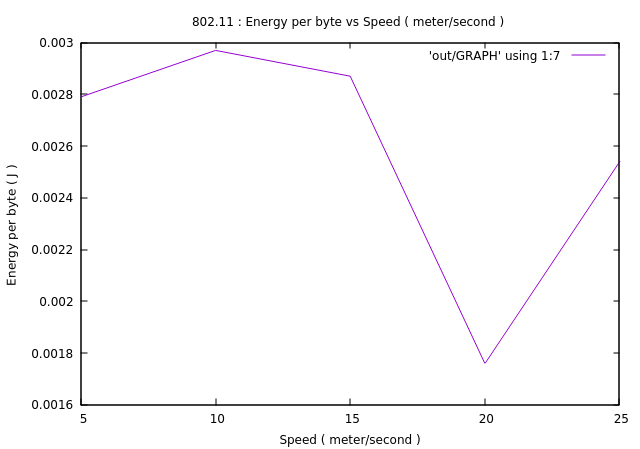 802.11 : Energy per byte vs Speed ( meter/second )
'out/GRAPH' using 1:7
0.003
0.0028
0.0026
0.0024
0.0022
0.002
0.0018
0.0016
Energy per byte ( J )
5 10 15 20 25
Speed ( meter/second )